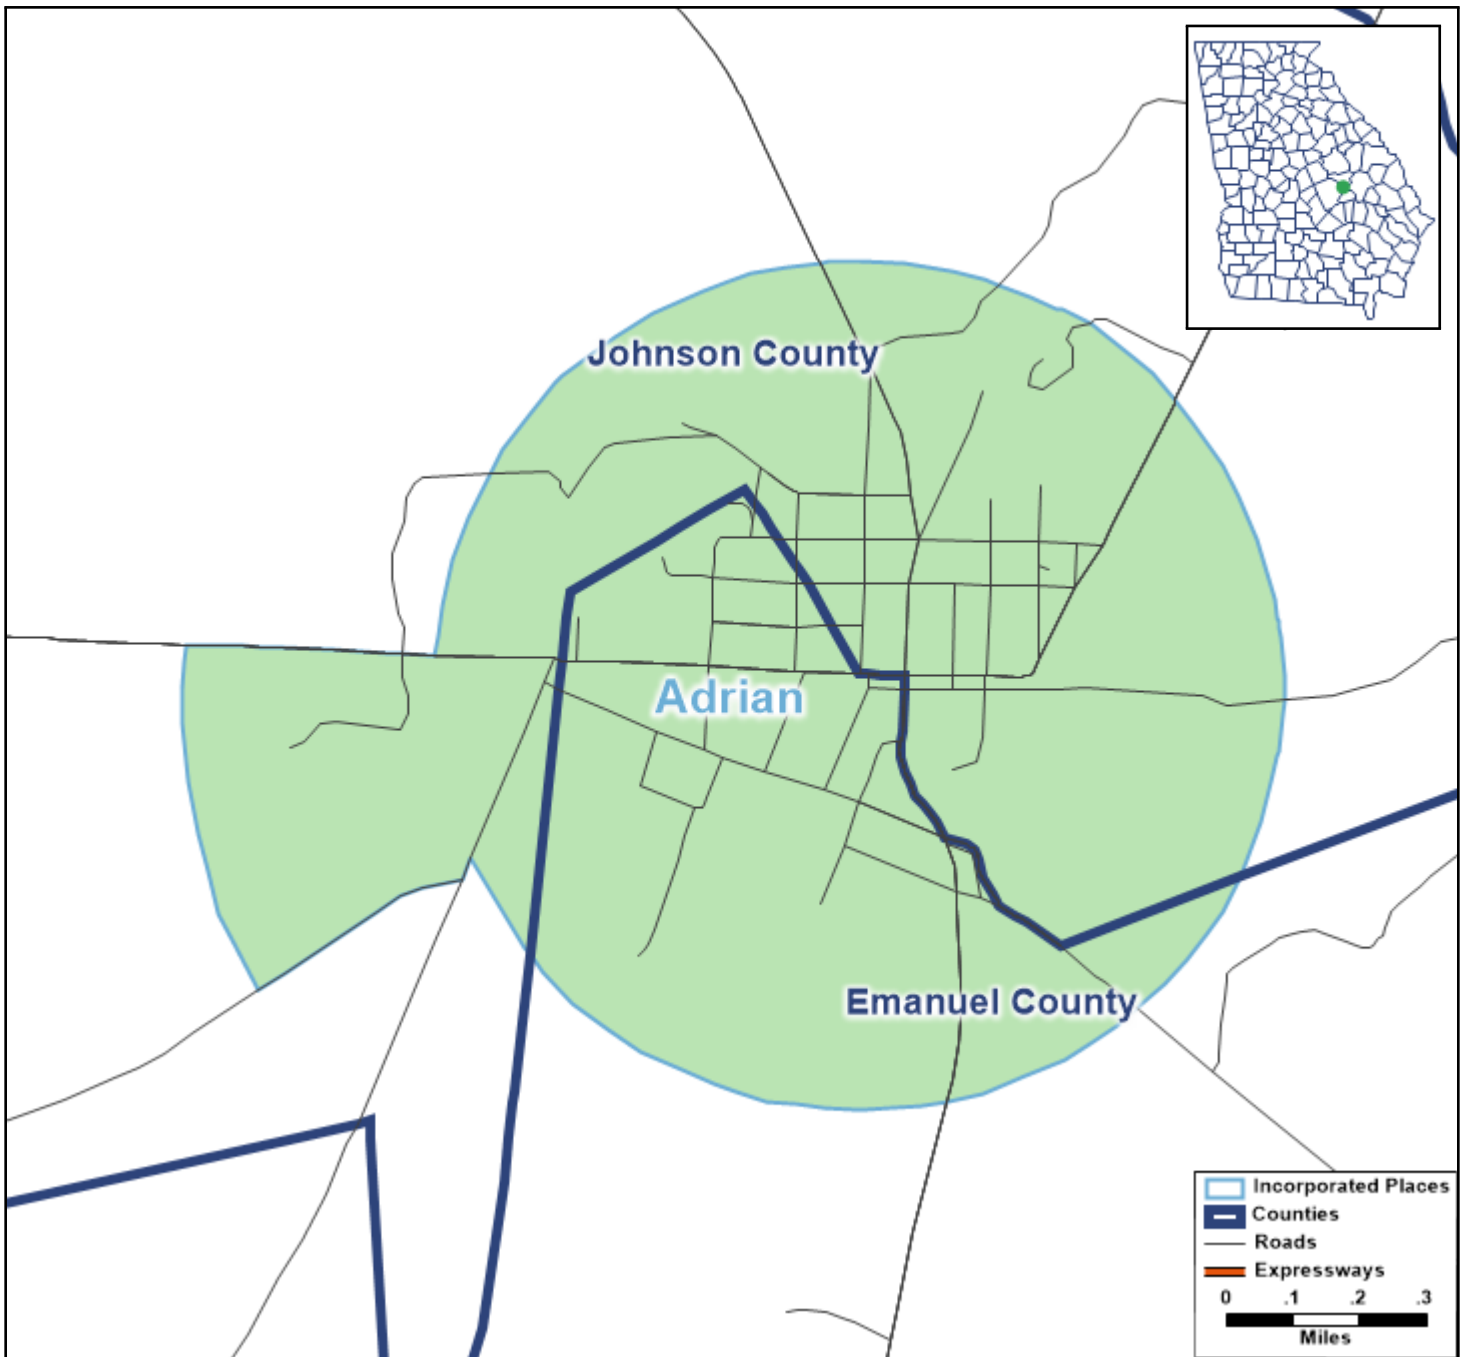 Johnson County
Adrian
Emanuel County
Incorporated Places
Counties
Roads
Expressways
0 .1 .2 .3
Miles